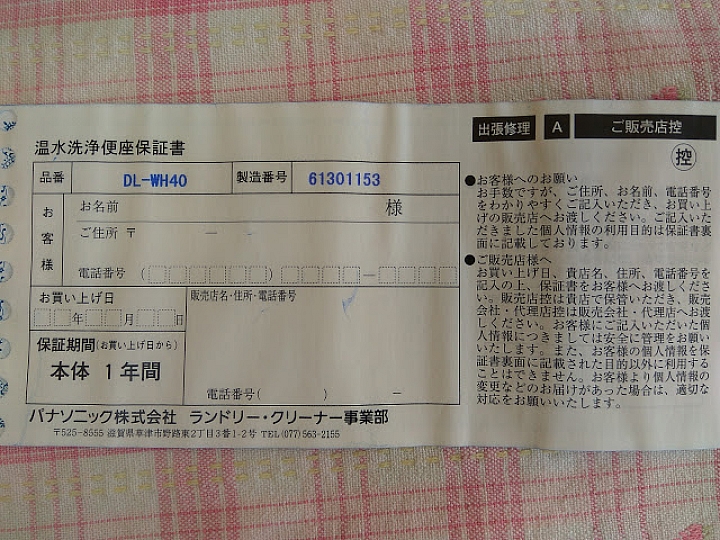 温水洗浄便座保証書
品番 DL-WH40 製造番号 61301153
お客様
お名前 様
ご住所 〒 － －
電話番号 ( ) －
お買い上げ日
年 月 日
販売店名・住所・電話番号
保証期間(お買い上げ日から)
本体 1年間
電話番号( ) －
パナソニック株式会社 ランドリー・クリーナー事業部
〒525-8555 滋賀県草津市野路東2丁目3番1-2号 TEL(077)563-2155
出張修理 A ご販売店控
控
●お客様へのお願い
お手数ですが、ご住所、お名前、電話番号
をわかりやすくご記入いただき、お買い上
げの販売店へお渡しください。ご記入いた
だきました個人情報の利用目的は保証書裏
面に記載しております。
●ご販売店様へ
お買い上げ日、貴店名、住所、電話番号を
記入の上、保証書をお客様へお渡しくださ
い。販売店控は貴店で保管いただき、販売
会社・代理店控は販売会社・代理店へお渡
しください。お客様にご記入いただいた個
人情報につきましては安全に管理をお願い
いたします。また、お客様の個人情報を保
証書裏面に記載された目的以外に利用する
ことはできません。お客様より個人情報の
変更などのお届けがあった場合は、適切な
対応をお願いいたします。